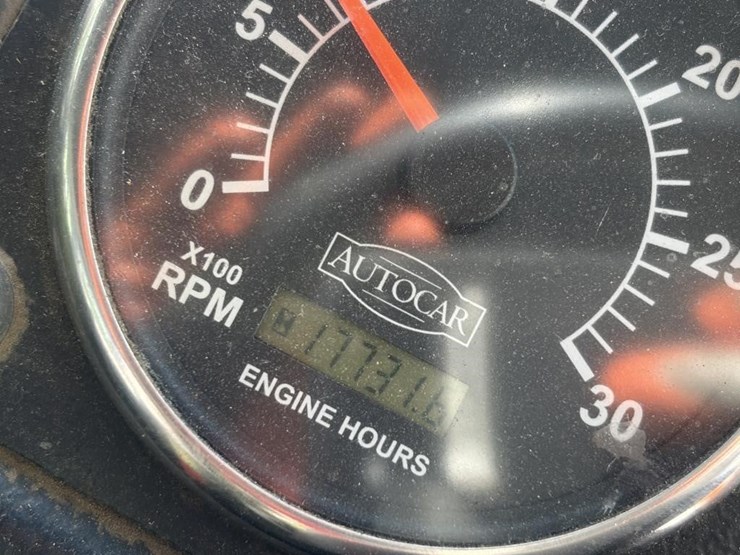 5
20
0
25
X100
RPM
AUTOCAR
17731.6
ENGINE HOURS
30